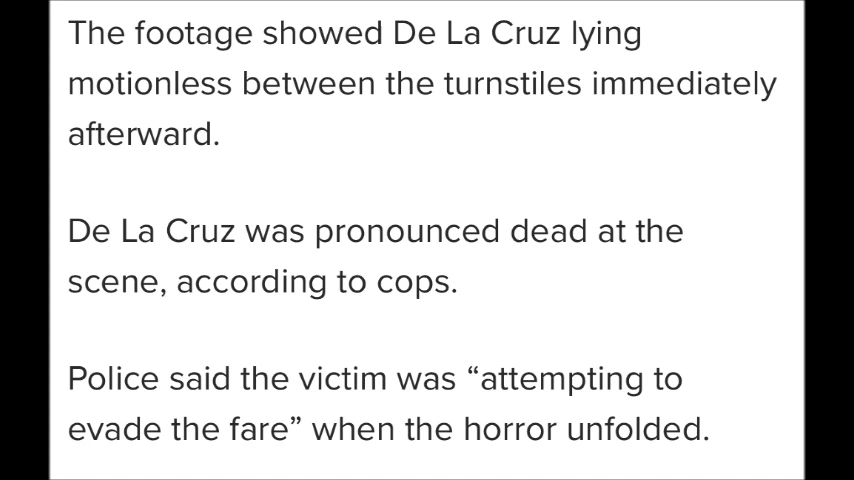 The footage showed De La Cruz lying
motionless between the turnstiles immediately
afterward.
De La Cruz was pronounced dead at the
scene, according to cops.
Police said the victim was “attempting to
evade the fare” when the horror unfolded.